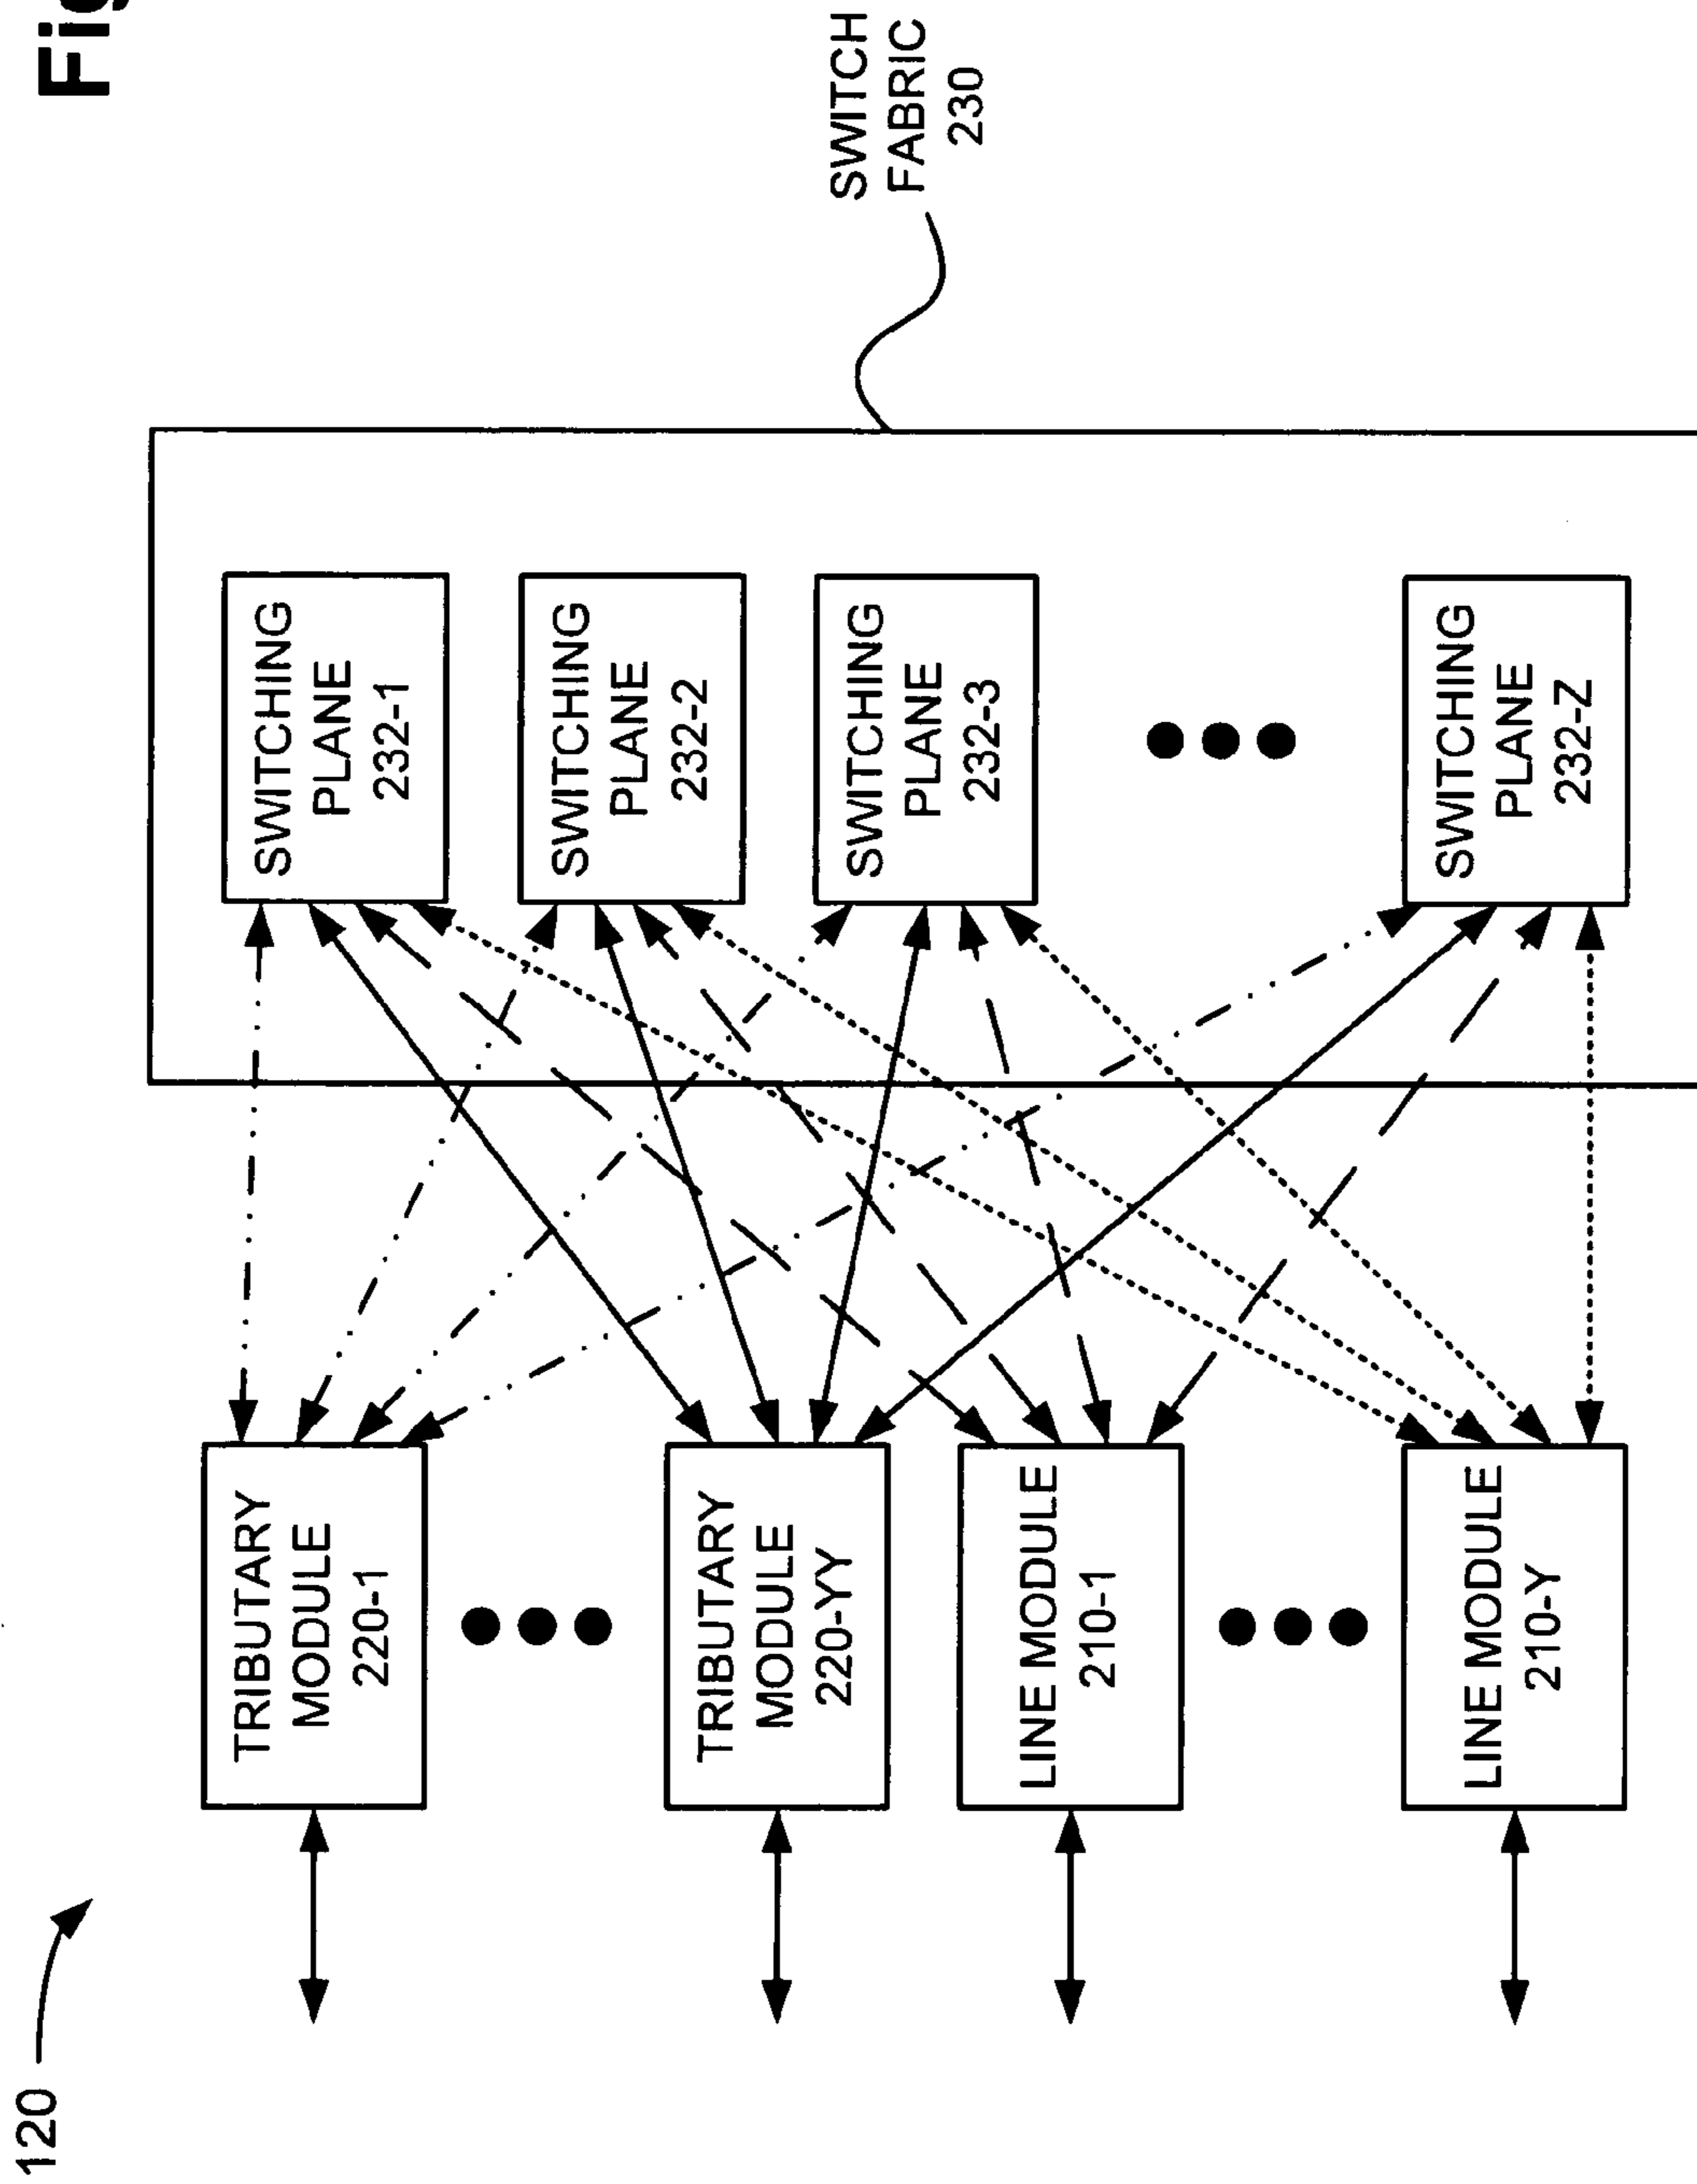 120
TRIBUTARY
MODULE
220-1
TRIBUTARY
MODULE
220-YY
LINE MODULE
210-1
LINE MODULE
210-Y
SWITCHING
PLANE
232-1
SWITCHING
PLANE
232-2
SWITCHING
PLANE
232-3
SWITCHING
PLANE
232-Z
SWITCH
FABRIC
230